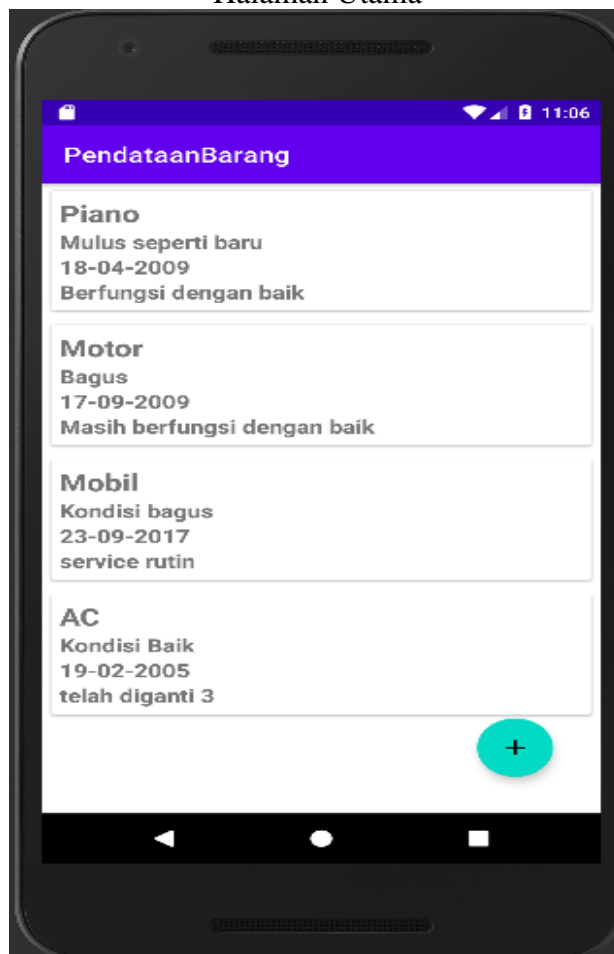 Halaman Utama
11:06
PendataanBarang
Piano
Mulus seperti baru
18-04-2009
Berfungsi dengan baik
Motor
Bagus
17-09-2009
Masih berfungsi dengan baik
Mobil
Kondisi bagus
23-09-2017
service rutin
AC
Kondisi Baik
19-02-2005
telah diganti 3
+